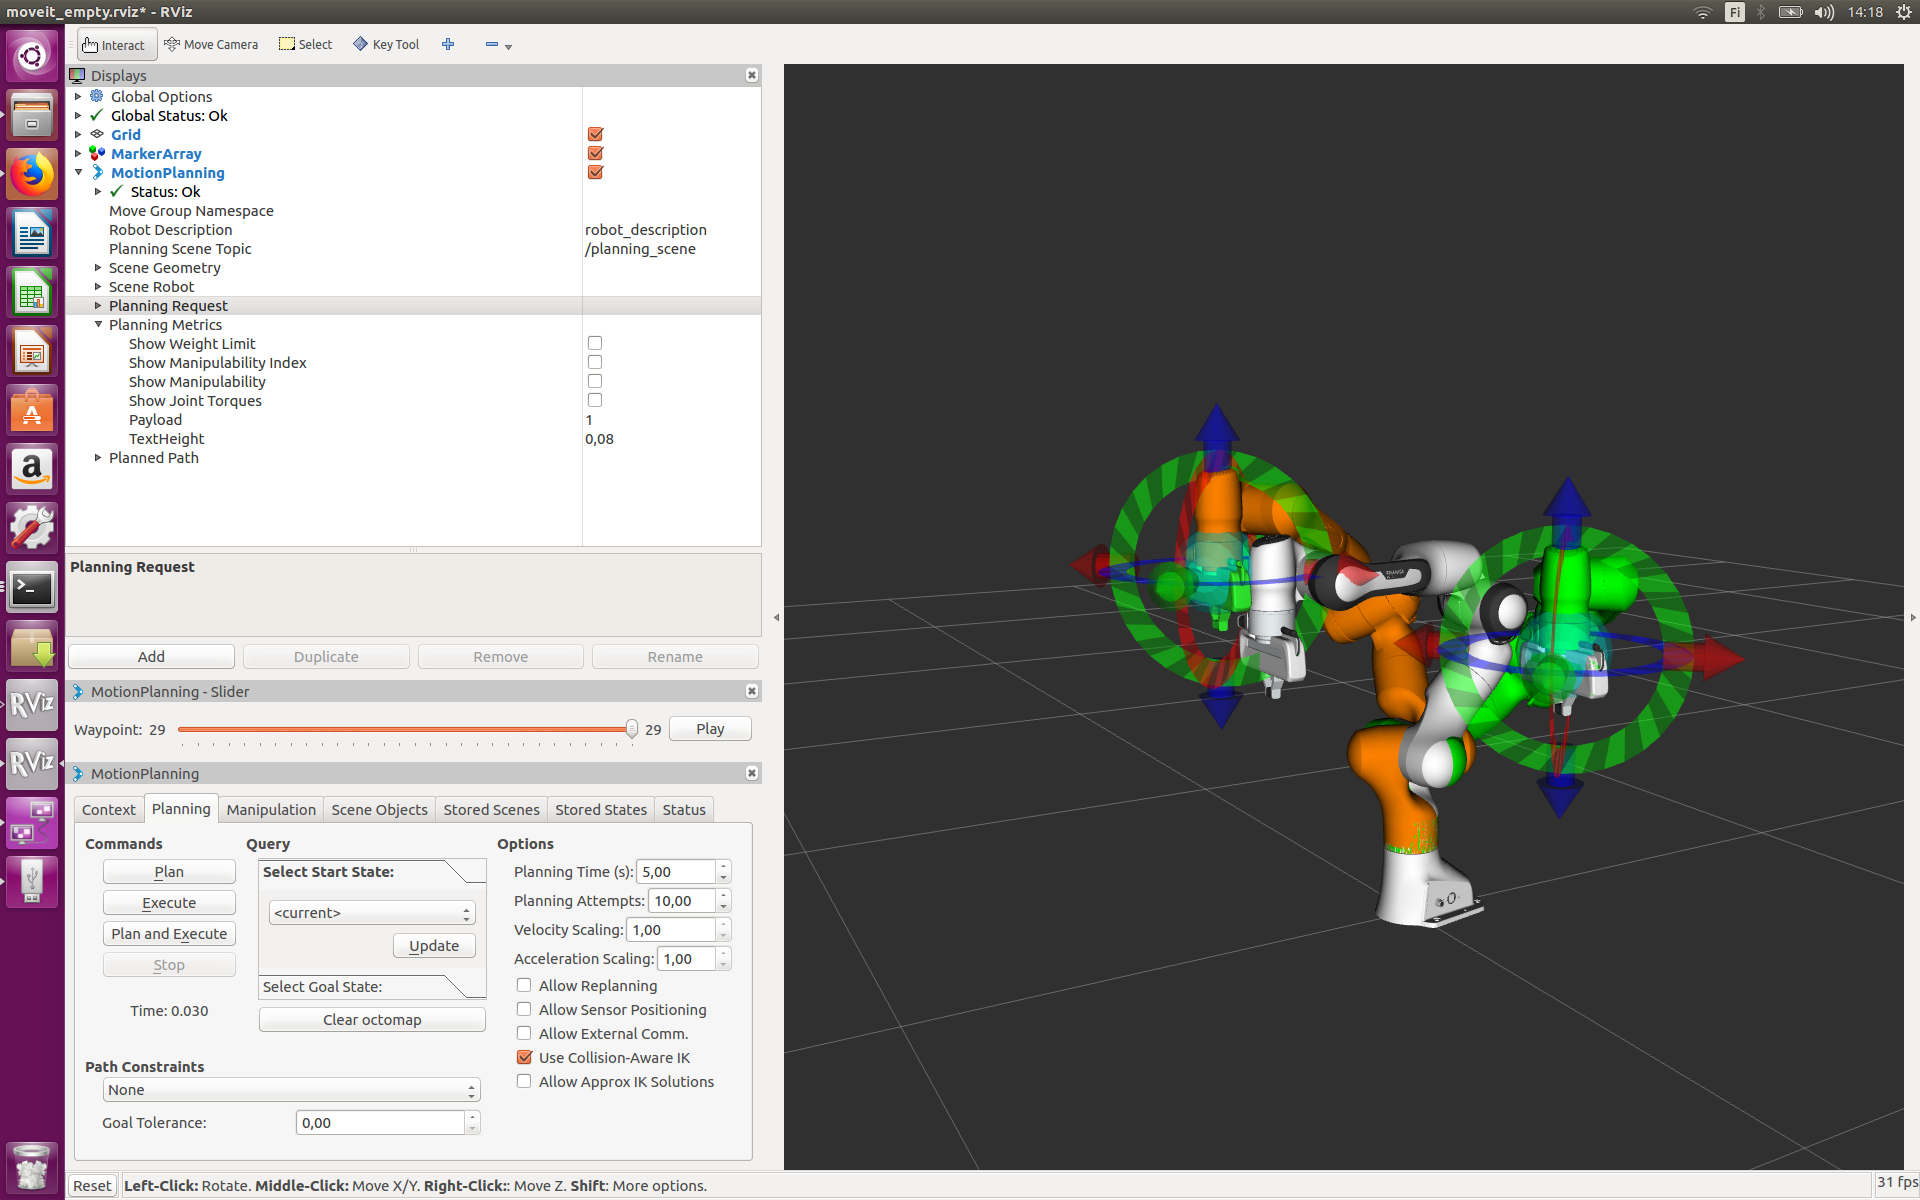 moveit_empty.rviz* - RViz
Fi
14:18
Interact
Move Camera
Select
Key Tool
Displays
Global Options
Global Status: Ok
Grid
MarkerArray
MotionPlanning
Status: Ok
Move Group Namespace
Robot Description robot_description
Planning Scene Topic /planning_scene
Scene Geometry
Scene Robot
Planning Request
Planning Metrics
Show Weight Limit
Show Manipulability Index
Show Manipulability
Show Joint Torques
Payload 1
TextHeight 0,08
Planned Path
Planning Request
Add Duplicate Remove Rename
MotionPlanning - Slider
Waypoint: 29 29 Play
MotionPlanning
Context Planning Manipulation Scene Objects Stored Scenes Stored States Status
Commands
Plan
Execute
Plan and Execute
Stop
Time: 0.030
Query
Select Start State:
<current>
Update
Select Goal State:
Clear octomap
Options
Planning Time (s): 5,00
Planning Attempts: 10,00
Velocity Scaling: 1,00
Acceleration Scaling: 1,00
Allow Replanning
Allow Sensor Positioning
Allow External Comm.
Use Collision-Aware IK
Allow Approx IK Solutions
Path Constraints
None
Goal Tolerance: 0,00
RViz
RViz
Reset
Left-Click: Rotate. Middle-Click: Move X/Y. Right-Click:: Move Z. Shift: More options.
31 fps